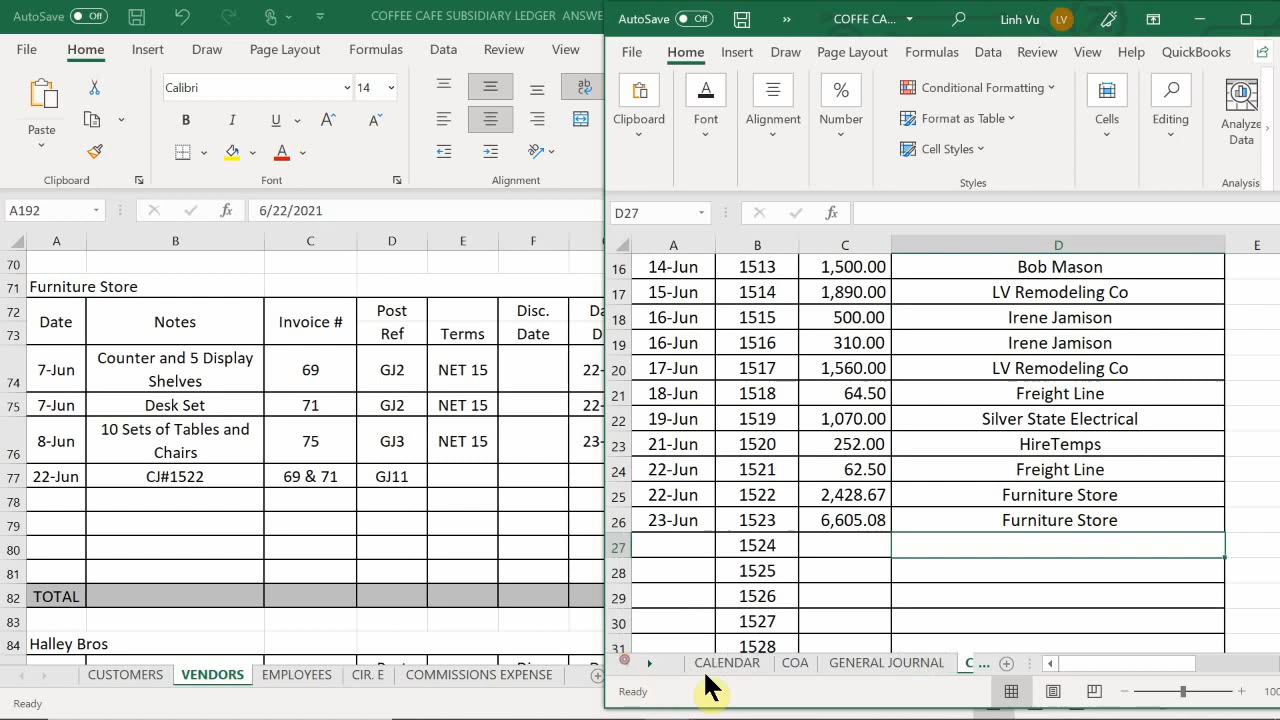 AutoSave Off COFFEE CAFE SUBSIDIARY LEDGER ANSWE
File Home Insert Draw Page Layout Formulas Data Review View
Calibri 14
Paste
B I U A A
Clipboard Font Alignment
A192 fx 6/22/2021
A B C D E F
70
71 Furniture Store
72 Date Notes Invoice # Post Disc.
73 Ref Terms Date
74 7-Jun Counter and 5 Display Shelves 69 GJ2 NET 15 22-
75 7-Jun Desk Set 71 GJ2 NET 15 22-
76 8-Jun 10 Sets of Tables and Chairs 75 GJ3 NET 15 23-
77 22-Jun CJ#1522 69 & 71 GJ11
78
79
80
81
82 TOTAL
83
84 Halley Bros
CUSTOMERS VENDORS EMPLOYEES CIR. E COMMISSIONS EXPENSE
Ready
AutoSave Off COFFE CA... Linh Vu LV
File Home Insert Draw Page Layout Formulas Data Review View Help QuickBooks
Clipboard Font Alignment Number
Conditional Formatting
Format as Table
Cell Styles
Styles
Cells Editing Analyze Data
Analysis
D27 fx
A B C D E
16 14-Jun 1513 1,500.00 Bob Mason
17 15-Jun 1514 1,890.00 LV Remodeling Co
18 16-Jun 1515 500.00 Irene Jamison
19 16-Jun 1516 310.00 Irene Jamison
20 17-Jun 1517 1,560.00 LV Remodeling Co
21 18-Jun 1518 64.50 Freight Line
22 19-Jun 1519 1,070.00 Silver State Electrical
23 21-Jun 1520 252.00 HireTemps
24 22-Jun 1521 62.50 Freight Line
25 22-Jun 1522 2,428.67 Furniture Store
26 23-Jun 1523 6,605.08 Furniture Store
27 1524
28 1525
29 1526
30 1527
31 1528
CALENDAR COA GENERAL JOURNAL C ...
Ready 100